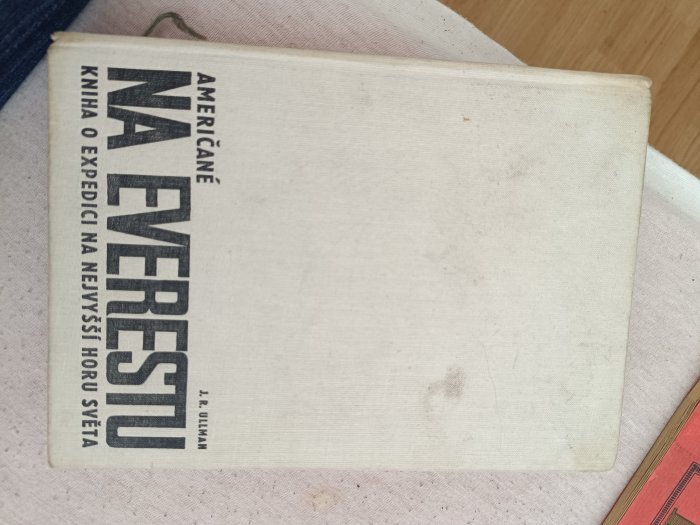 J. R. ULLMAN
AMERIČANÉ
NA EVERESTU
KNIHA O EXPEDICI NA NEJVYŠŠÍ HORU SVĚTA